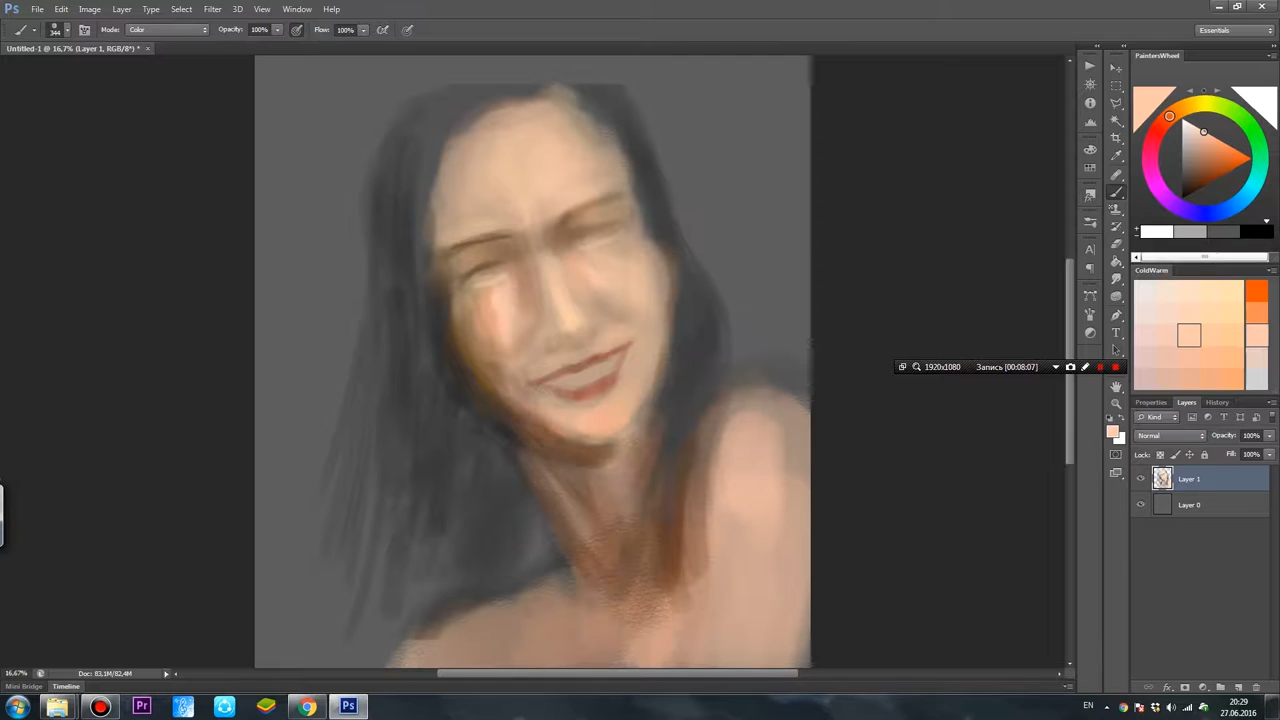 Ps File Edit Image Layer Type Select Filter 3D View Window Help
344 Mode: Color Opacity: 100% Flow: 100% Essentials
Untitled-1 @ 16,7% (Layer 1, RGB/8*) * ×
PaintersWheel
ColdWarm
1920x1080 Запись [00:08:07]
Properties Layers History
Kind
Normal Opacity: 100%
Lock: Fill: 100%
Layer 1
Layer 0
16,67% Doc: 83,1M/82,4M
Mini Bridge Timeline
Pr Ps EN 20:29
27.06.2016